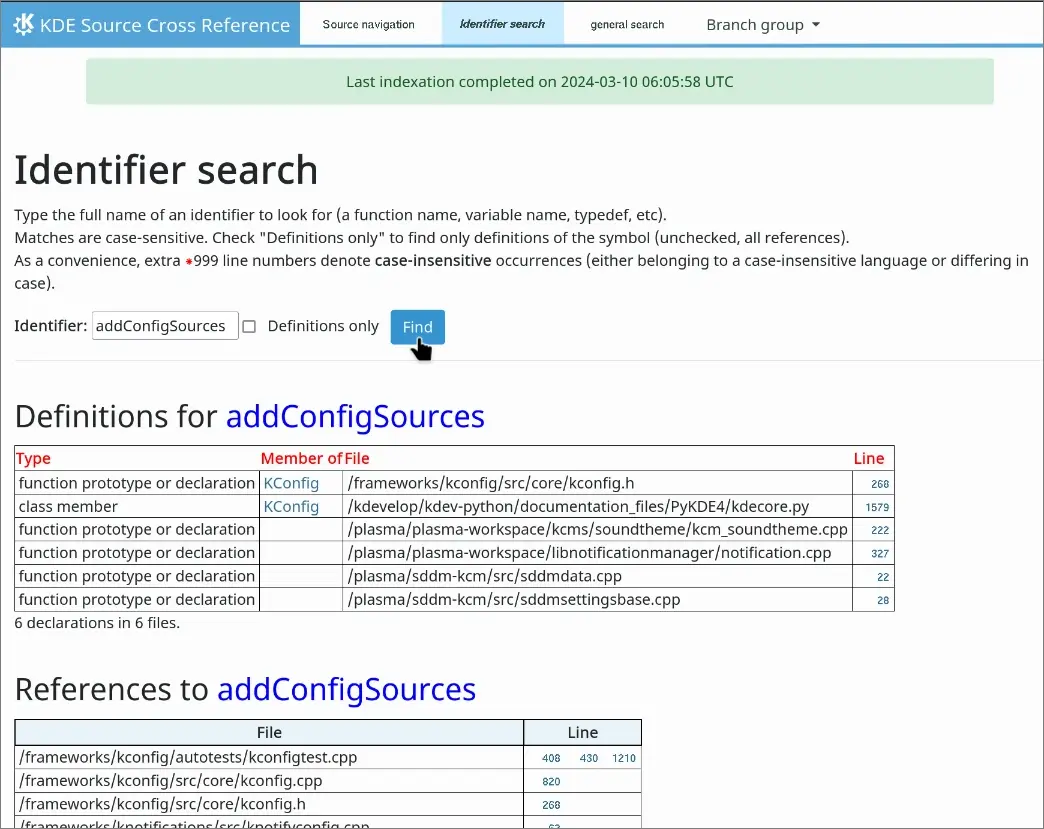 KDE Source Cross Reference Source navigation Identifier search general search Branch group
Last indexation completed on 2024-03-10 06:05:58 UTC
Identifier search
Type the full name of an identifier to look for (a function name, variable name, typedef, etc).
Matches are case-sensitive. Check "Definitions only" to find only definitions of the symbol (unchecked, all references).
As a convenience, extra *999 line numbers denote case-insensitive occurrences (either belonging to a case-insensitive language or differing in
case).
Identifier: addConfigSources Definitions only Find
Definitions for addConfigSources
Type Member of File Line
function prototype or declaration KConfig /frameworks/kconfig/src/core/kconfig.h 268
class member KConfig /kdevelop/kdev-python/documentation_files/PyKDE4/kdecore.py 1579
function prototype or declaration /plasma/plasma-workspace/kcms/soundtheme/kcm_soundtheme.cpp 222
function prototype or declaration /plasma/plasma-workspace/libnotificationmanager/notification.cpp 327
function prototype or declaration /plasma/sddm-kcm/src/sddmdata.cpp 22
function prototype or declaration /plasma/sddm-kcm/src/sddmsettingsbase.cpp 28
6 declarations in 6 files.
References to addConfigSources
File Line
/frameworks/kconfig/autotests/kconfigtest.cpp 408 430 1210
/frameworks/kconfig/src/core/kconfig.cpp 820
/frameworks/kconfig/src/core/kconfig.h 268
/frameworks/knotifications/src/knotifyconfig.cpp